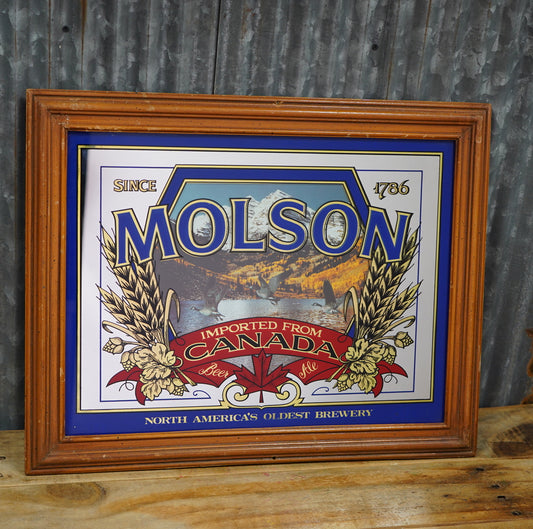 SINCE 1786
MOLSON
IMPORTED FROM
CANADA
Beer Ale
NORTH AMERICA'S OLDEST BREWERY